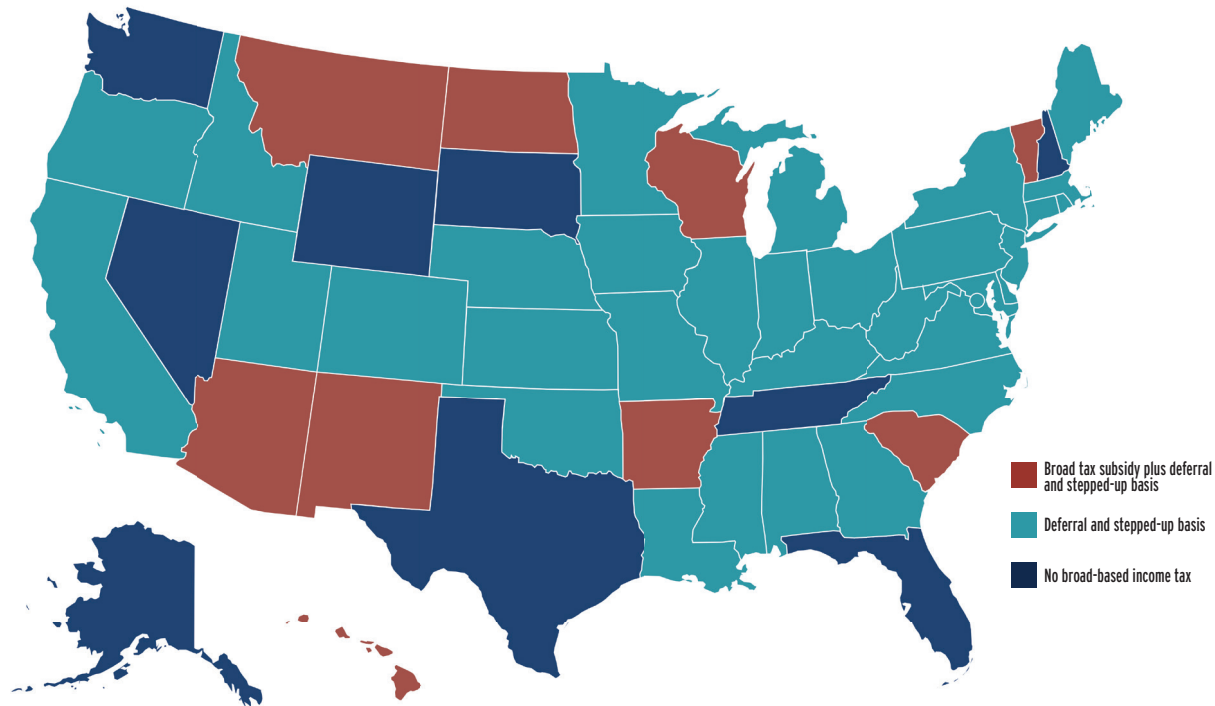 Broad tax subsidy plus deferral
and stepped-up basis
Deferral and stepped-up basis
No broad-based income tax